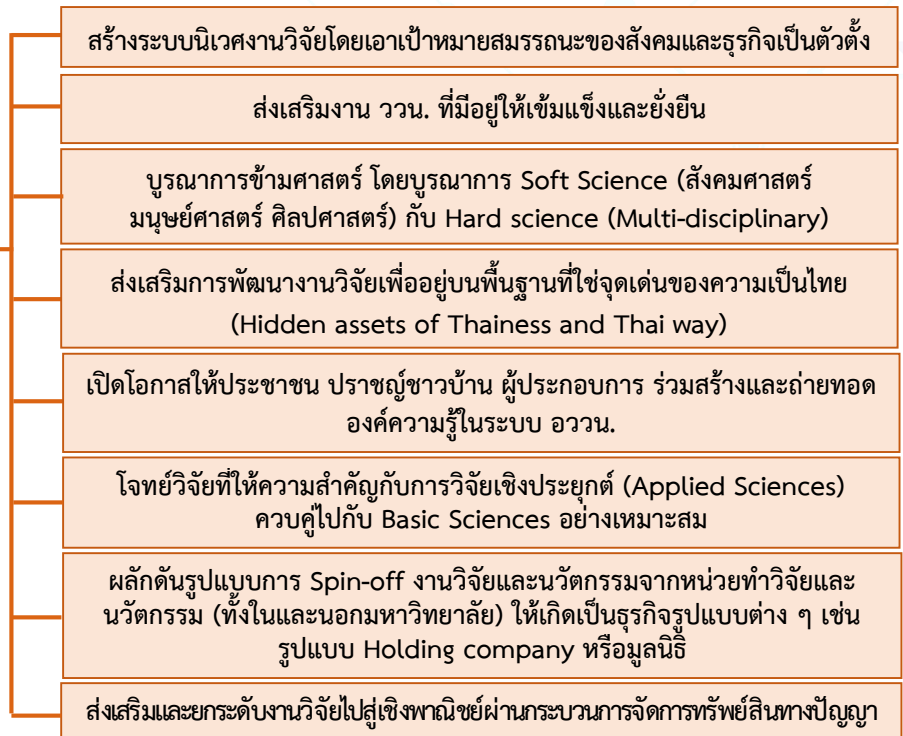 สร้างระบบนิเวศงานวิจัยโดยเอาเป้าหมายสมรรถนะของสังคมและธุรกิจเป็นตัวตั้ง
ส่งเสริมงาน ววน. ที่มีอยู่ให้เข้มแข็งและยั่งยืน
บูรณาการข้ามศาสตร์ โดยบูรณาการ Soft Science (สังคมศาสตร์
มนุษย์ศาสตร์ ศิลปศาสตร์) กับ Hard science (Multi-disciplinary)
ส่งเสริมการพัฒนางานวิจัยเพื่ออยู่บนพื้นฐานที่ใช่จุดเด่นของความเป็นไทย
(Hidden assets of Thainess and Thai way)
เปิดโอกาสให้ประชาชน ปราชญ์ชาวบ้าน ผู้ประกอบการ ร่วมสร้างและถ่ายทอด
องค์ความรู้ในระบบ อววน.
โจทย์วิจัยที่ให้ความสำคัญกับการวิจัยเชิงประยุกต์ (Applied Sciences)
ควบคู่ไปกับ Basic Sciences อย่างเหมาะสม
ผลักดันรูปแบบการ Spin-off งานวิจัยและนวัตกรรมจากหน่วยทำวิจัยและ
นวัตกรรม (ทั้งในและนอกมหาวิทยาลัย) ให้เกิดเป็นธุรกิจรูปแบบต่าง ๆ เช่น
รูปแบบ Holding company หรือมูลนิธิ
ส่งเสริมและยกระดับงานวิจัยไปสู่เชิงพาณิชย์ผ่านกระบวนการจัดการทรัพย์สินทางปัญญา